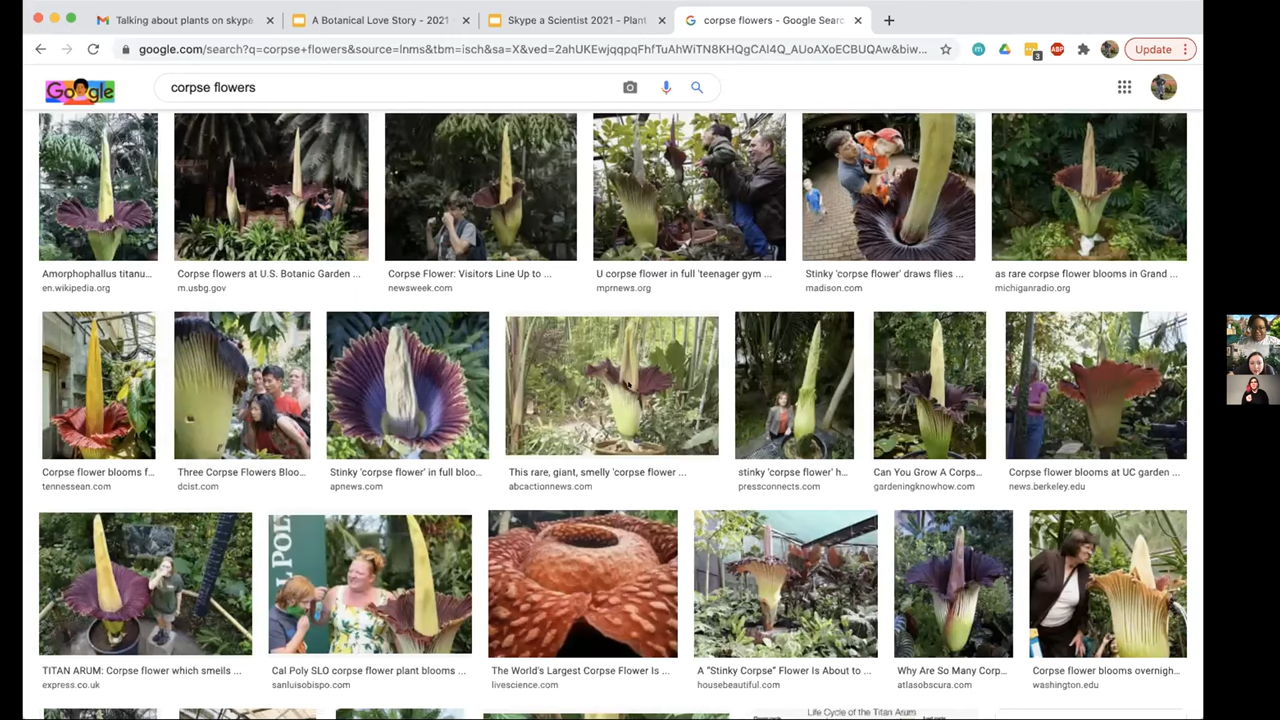 Talking about plants on skype
A Botanical Love Story - 2021
Skype a Scientist 2021 - Plant
corpse flowers - Google Searc
google.com/search?q=corpse+flowers&source=lnms&tbm=isch&sa=X&ved=2ahUKEwjqpqFhfTuAhWiTN8KHQgCAl4Q_AUoAXoECBUQAw&biw...
3
ABP
Update
Google
corpse flowers
Amorphophallus titanu...
en.wikipedia.org
Corpse flowers at U.S. Botanic Garden ...
m.usbg.gov
Corpse Flower: Visitors Line Up to ...
newsweek.com
U corpse flower in full 'teenager gym ...
mprnews.org
Stinky 'corpse flower' draws flies ...
madison.com
as rare corpse flower blooms in Grand ...
michiganradio.org
Corpse flower blooms f...
tennessean.com
Three Corpse Flowers Bloo...
dcist.com
Stinky 'corpse flower' in full bloo...
apnews.com
This rare, giant, smelly 'corpse flower ...
abcactionnews.com
stinky 'corpse flower' h...
pressconnects.com
Can You Grow A Corps...
gardeningknowhow.com
Corpse flower blooms at UC garden ...
news.berkeley.edu
L POL
TITAN ARUM: Corpse flower which smells ...
express.co.uk
Cal Poly SLO corpse flower plant blooms ...
sanluisobispo.com
The World's Largest Corpse Flower Is ...
livescience.com
A "Stinky Corpse" Flower Is About to ...
housebeautiful.com
Why Are So Many Corp...
atlasobscura.com
Corpse flower blooms overnigh...
washington.edu
Life Cycle of the Titan Arum